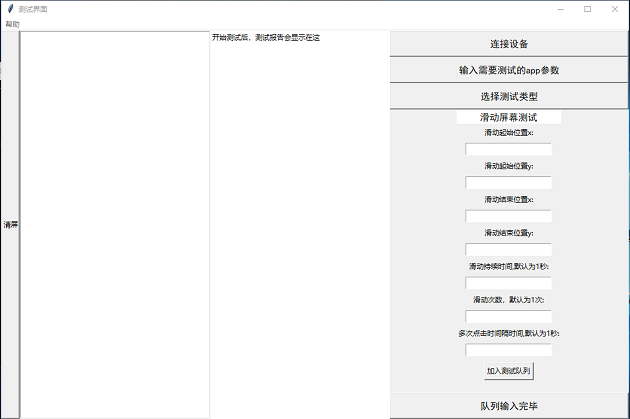 测试界面
帮助
清屏
开始测试后，测试报告会显示在这
连接设备
输入需要测试的app参数
选择测试类型
滑动屏幕测试
滑动起始位置x:
滑动起始位置y:
滑动结束位置x:
滑动结束位置y:
滑动持续时间,默认为1秒:
滑动次数，默认为1次:
多次点击时间隔时间,默认为1秒:
加入测试队列
队列输入完毕